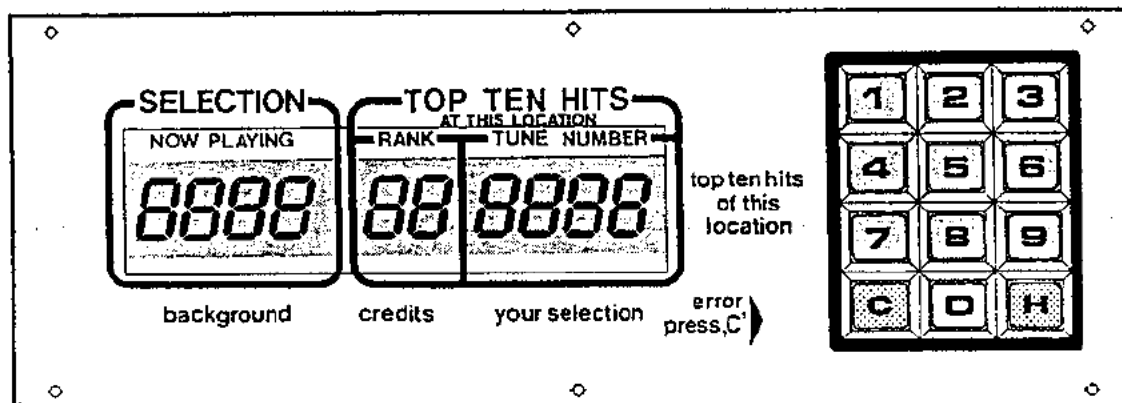 SELECTION
TOP TEN HITS
AT THIS LOCATION
NOW PLAYING
RANK
TUNE NUMBER
8888
88
8888
top ten hits
of this
location
background
credits
your selection
error
press,C'
1 2 3
4 5 6
7 8 9
C 0 H